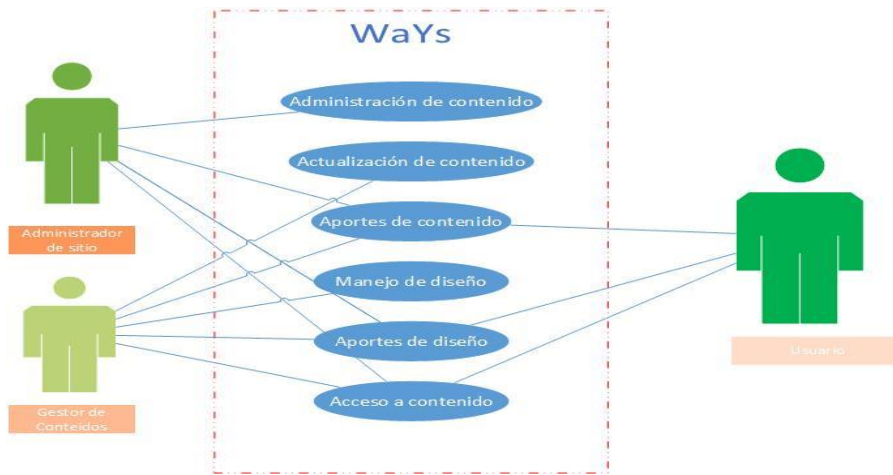 WaYs
Administración de contenido
Actualización de contenido
Aportes de contenido
Administrador
de sitio
Manejo de diseño
Aportes de diseño
Usuario
Acceso a contenido
Gestor de
Conteidos